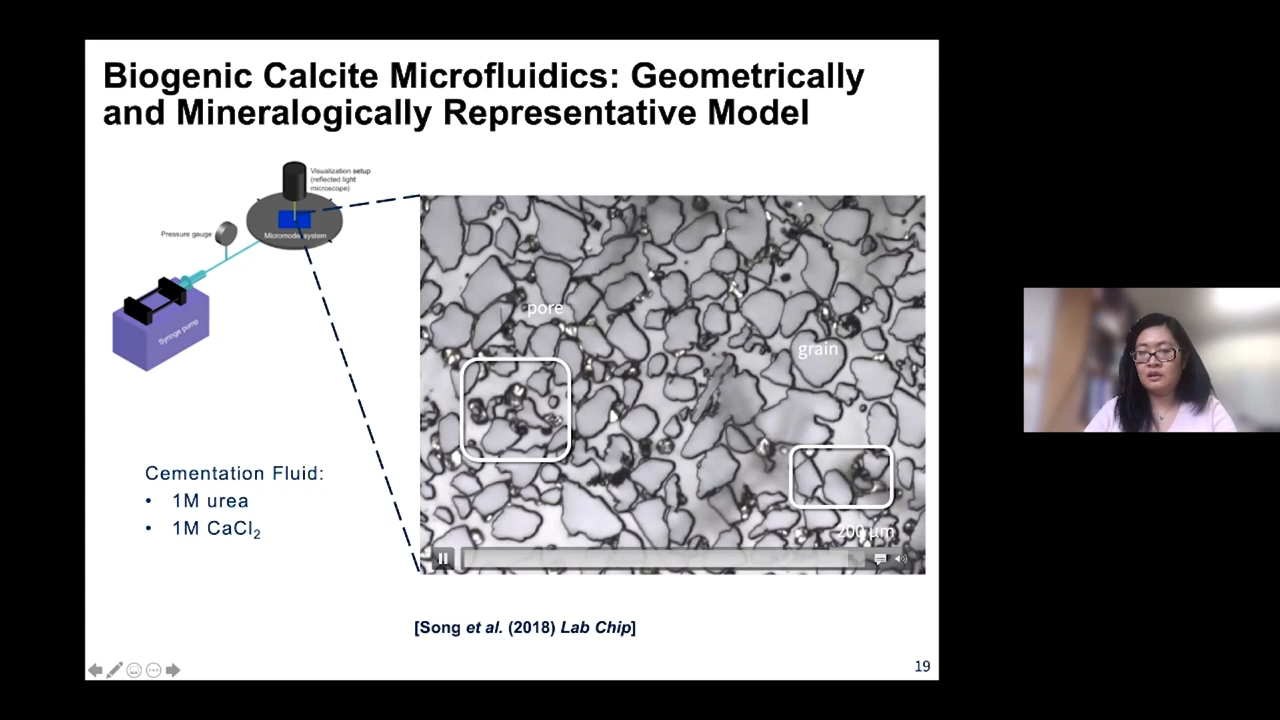 Biogenic Calcite Microfluidics: Geometrically
and Mineralogically Representative Model
Visualization setup
(reflected light
microscope)
Pressure gauge
Micromodel system
Syringe pump
pore
grain
200 µm
Cementation Fluid:
• 1M urea
• 1M CaCl₂
[Song et al. (2018) Lab Chip]
19